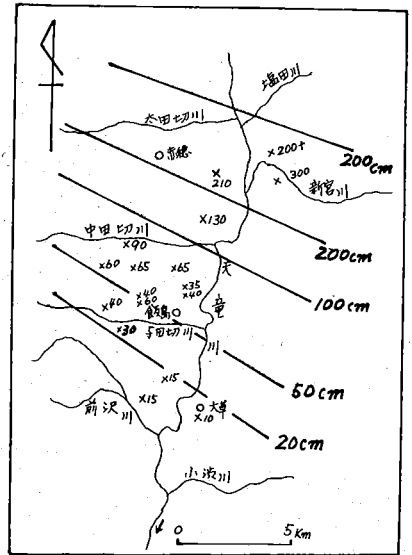 塩田川
太田切川
赤穂
×200+
×300
200cm
×210
新宮川
×130
中田切川
200cm
×90
天
×60
×65
×65
100cm
×35
×40
×40
×60
×40
竜
飯島
×30
与田切川
川
50cm
×15
×15
前沢川
大草
×10
20cm
小渋川
0
5Km